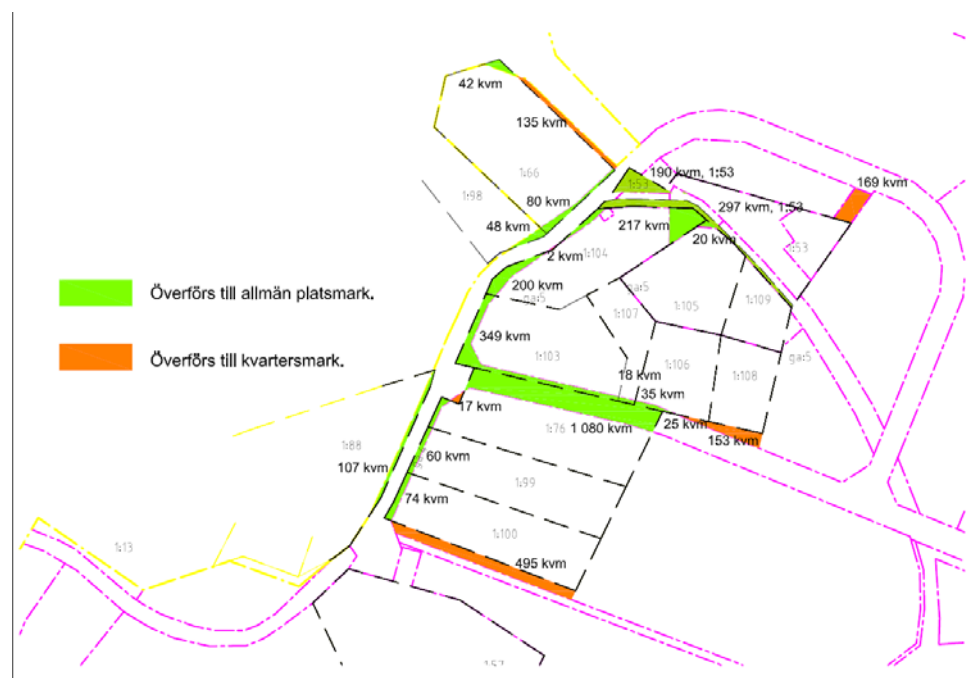 42 kvm
135 kvm
1:66
1:98
80 kvm
48 kvm
190 kvm, 1:53
1:53
169 kvm
297 kvm, 1:53
217 kvm
20 kvm
1:53
2 kvm
1:104
200 kvm
ga:5
ga:5
1:107
1:105
1:109
Överförs till allmän platsmark.
349 kvm
1:103
1:106
ga:5
Överförs till kvartersmark.
18 kvm
1:108
35 kvm
17 kvm
1:76
1 080 kvm
25 kvm
153 kvm
1:88
60 kvm
107 kvm
1:99
74 kvm
1:100
1:13
495 kvm
1:57